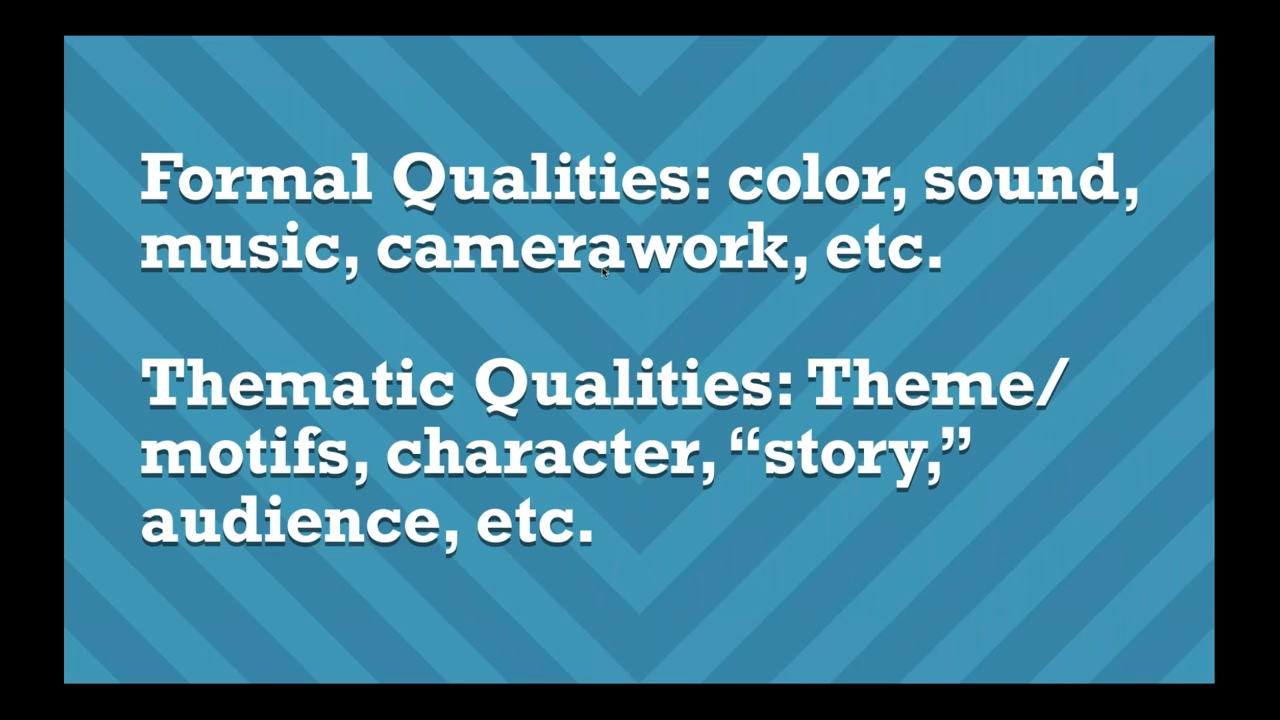 Formal Qualities: color, sound,
music, camerawork, etc.
Thematic Qualities: Theme/
motifs, character, “story,”
audience, etc.